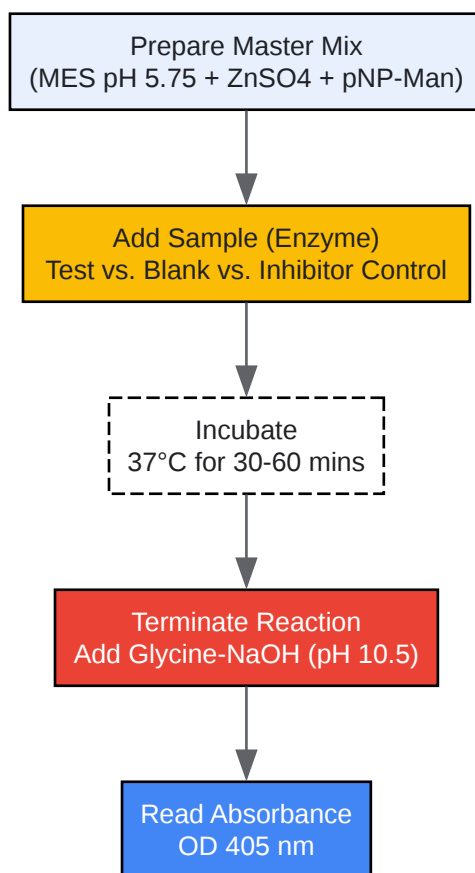 Prepare Master Mix
(MES pH 5.75 + ZnSO4 + pNP-Man)
Add Sample (Enzyme)
Test vs. Blank vs. Inhibitor Control
Incubate
37°C for 30-60 mins
Terminate Reaction
Add Glycine-NaOH (pH 10.5)
Read Absorbance
OD 405 nm